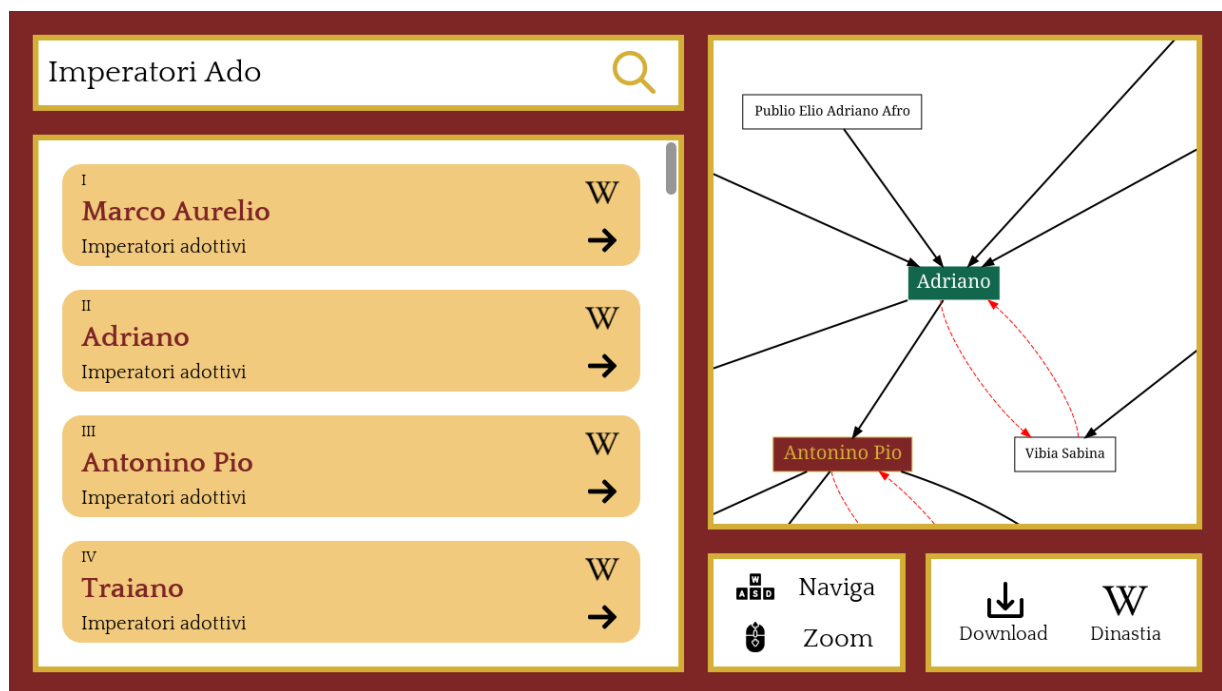 Imperatori Ado
I
Marco Aurelio
Imperatori adottivi
W
II
Adriano
Imperatori adottivi
W
III
Antonino Pio
Imperatori adottivi
W
IV
Traiano
Imperatori adottivi
W
Publio Elio Adriano Afro
Adriano
Antonino Pio
Vibia Sabina
W
A S D
Naviga
Zoom
Download
W
Dinastia